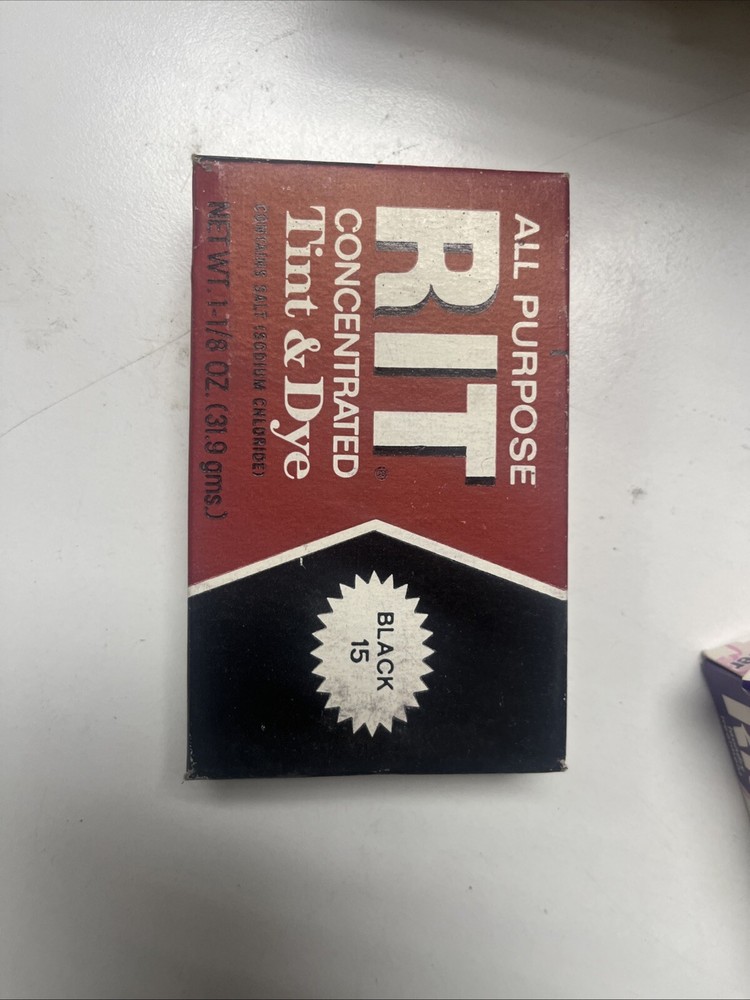 ALL PURPOSE
RIT®
CONCENTRATED
Tint & Dye
CONTAINS SALT (SODIUM CHLORIDE)
NET WT. 1-1/8 OZ. (31.9 gms.)
BLACK
15